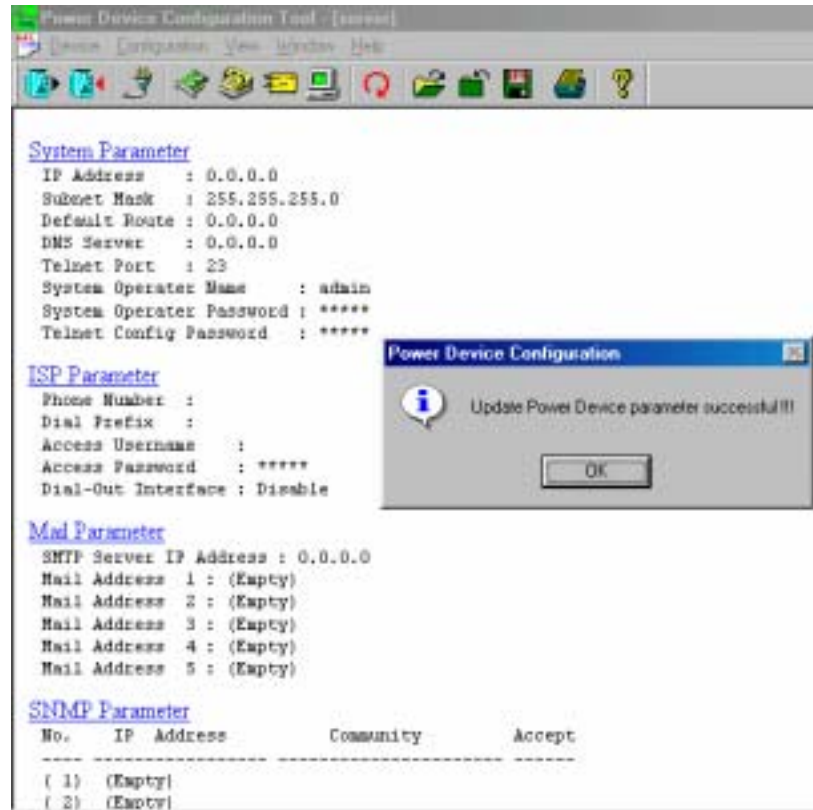 Power Device Configuration Tool - [server]
Device Configuration View Window Help
System Parameter
IP Address : 0.0.0.0
Subnet Mask : 255.255.255.0
Default Route : 0.0.0.0
DNS Server : 0.0.0.0
Telnet Port : 23
System Operater Name : admin
System Operater Password : *****
Telnet Config Password : *****
Power Device Configuration
Update Power Device parameter successful!!!
OK
ISP Parameter
Phone Number :
Dial Prefix :
Access Username :
Access Password : *****
Dial-Out Interface : Disable
Mail Parameter
SMTP Server IP Address : 0.0.0.0
Mail Address 1 : (Empty)
Mail Address 2 : (Empty)
Mail Address 3 : (Empty)
Mail Address 4 : (Empty)
Mail Address 5 : (Empty)
SNMP Parameter
No. IP Address Community Accept
---- ----------------- ----------------------- ------
( 1) (Empty)
( 2) (Empty)